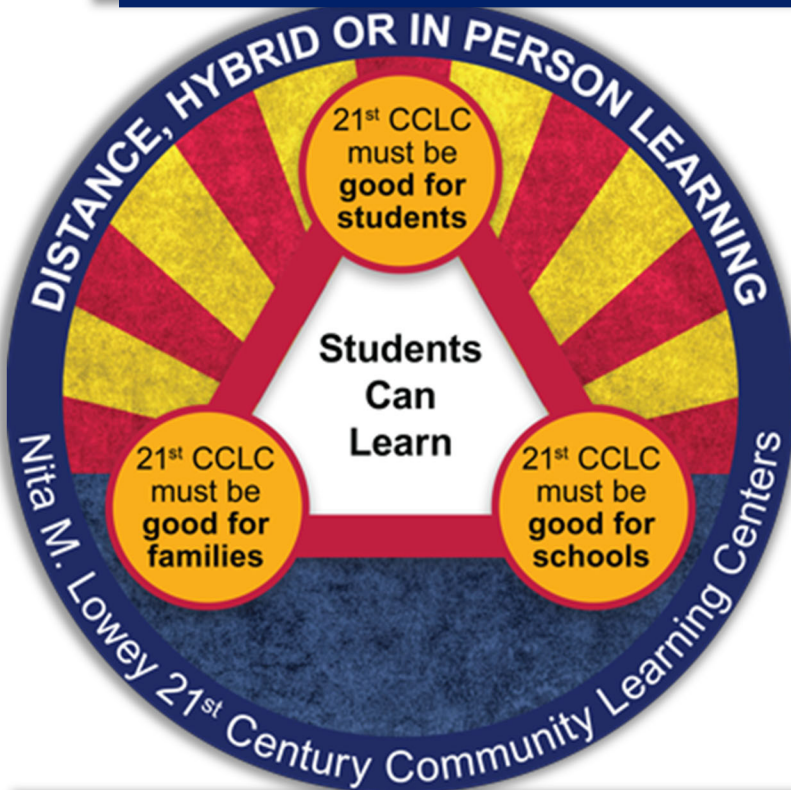 DISTANCE, HYBRID OR IN PERSON LEARNING
21st CCLC
must be
good for
students
Students
Can
Learn
21st CCLC
must be
good for
families
21st CCLC
must be
good for
schools
Nita M. Lowey 21st Century Community Learning Centers